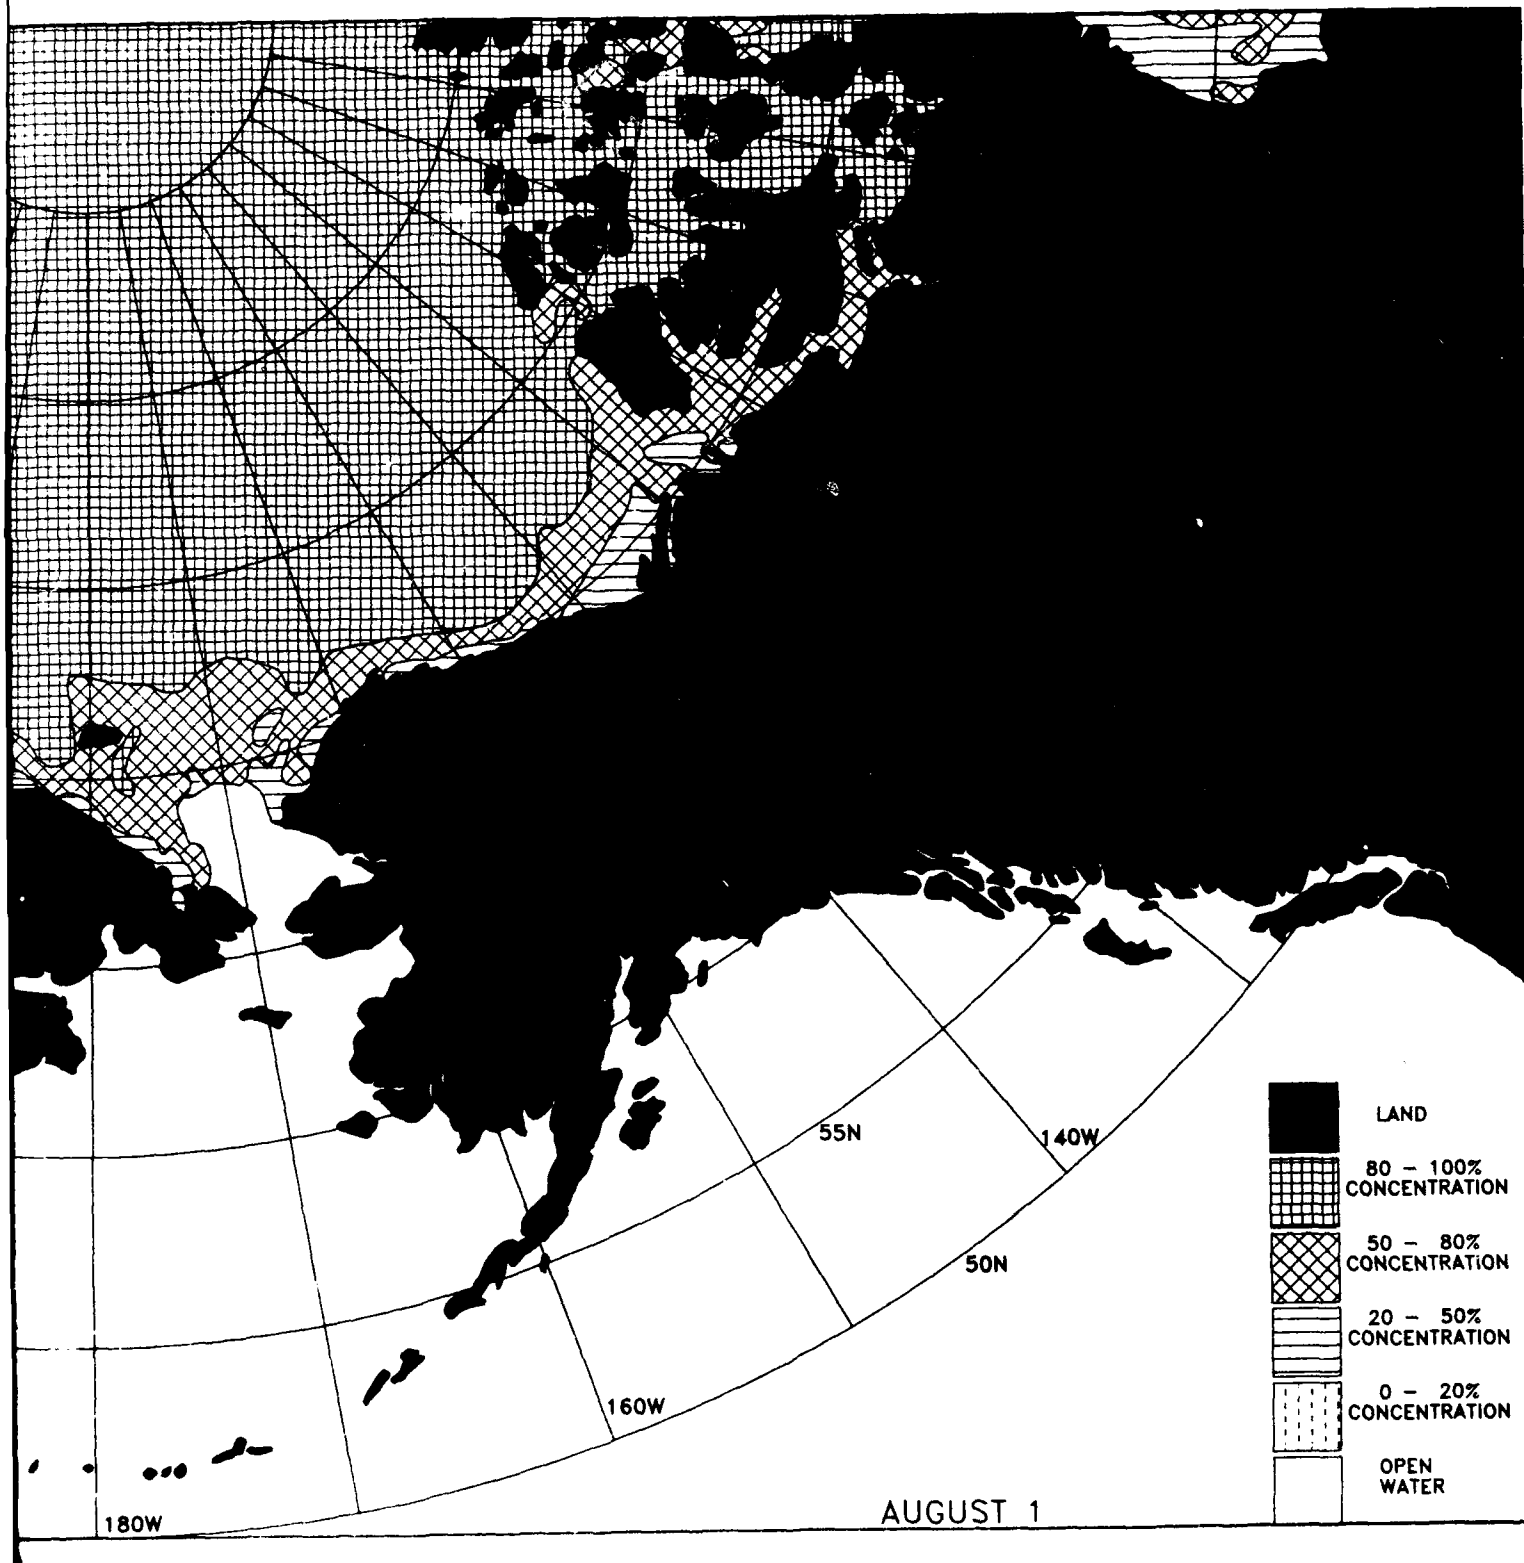 55N
140W
50N
160W
180W
AUGUST 1
LAND
80 - 100%
CONCENTRATION
50 - 80%
CONCENTRATiON
20 - 50%
CONCENTRATION
0 - 20%
CONCENTRATION
OPEN
WATER